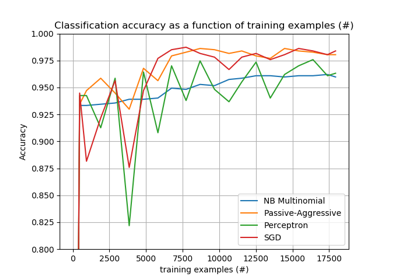 Classification accuracy as a function of training examples (#)
1.000
0.975
0.950
0.925
0.900
0.875
0.850
0.825
0.800
Accuracy
NB Multinomial
Passive-Aggressive
Perceptron
SGD
0 2500 5000 7500 10000 12500 15000 17500
training examples (#)